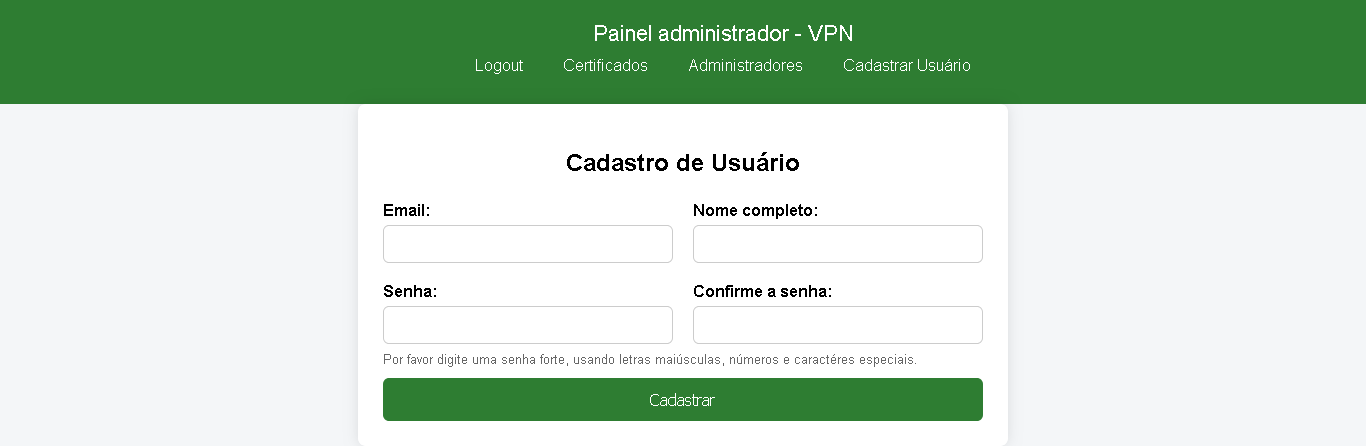 Painel administrador - VPN
Logout Certificados Administradores Cadastrar Usuário
Cadastro de Usuário
Email: Nome completo:
Senha: Confirme a senha:
Por favor digite uma senha forte, usando letras maiúsculas, números e caractéres especiais.
Cadastrar